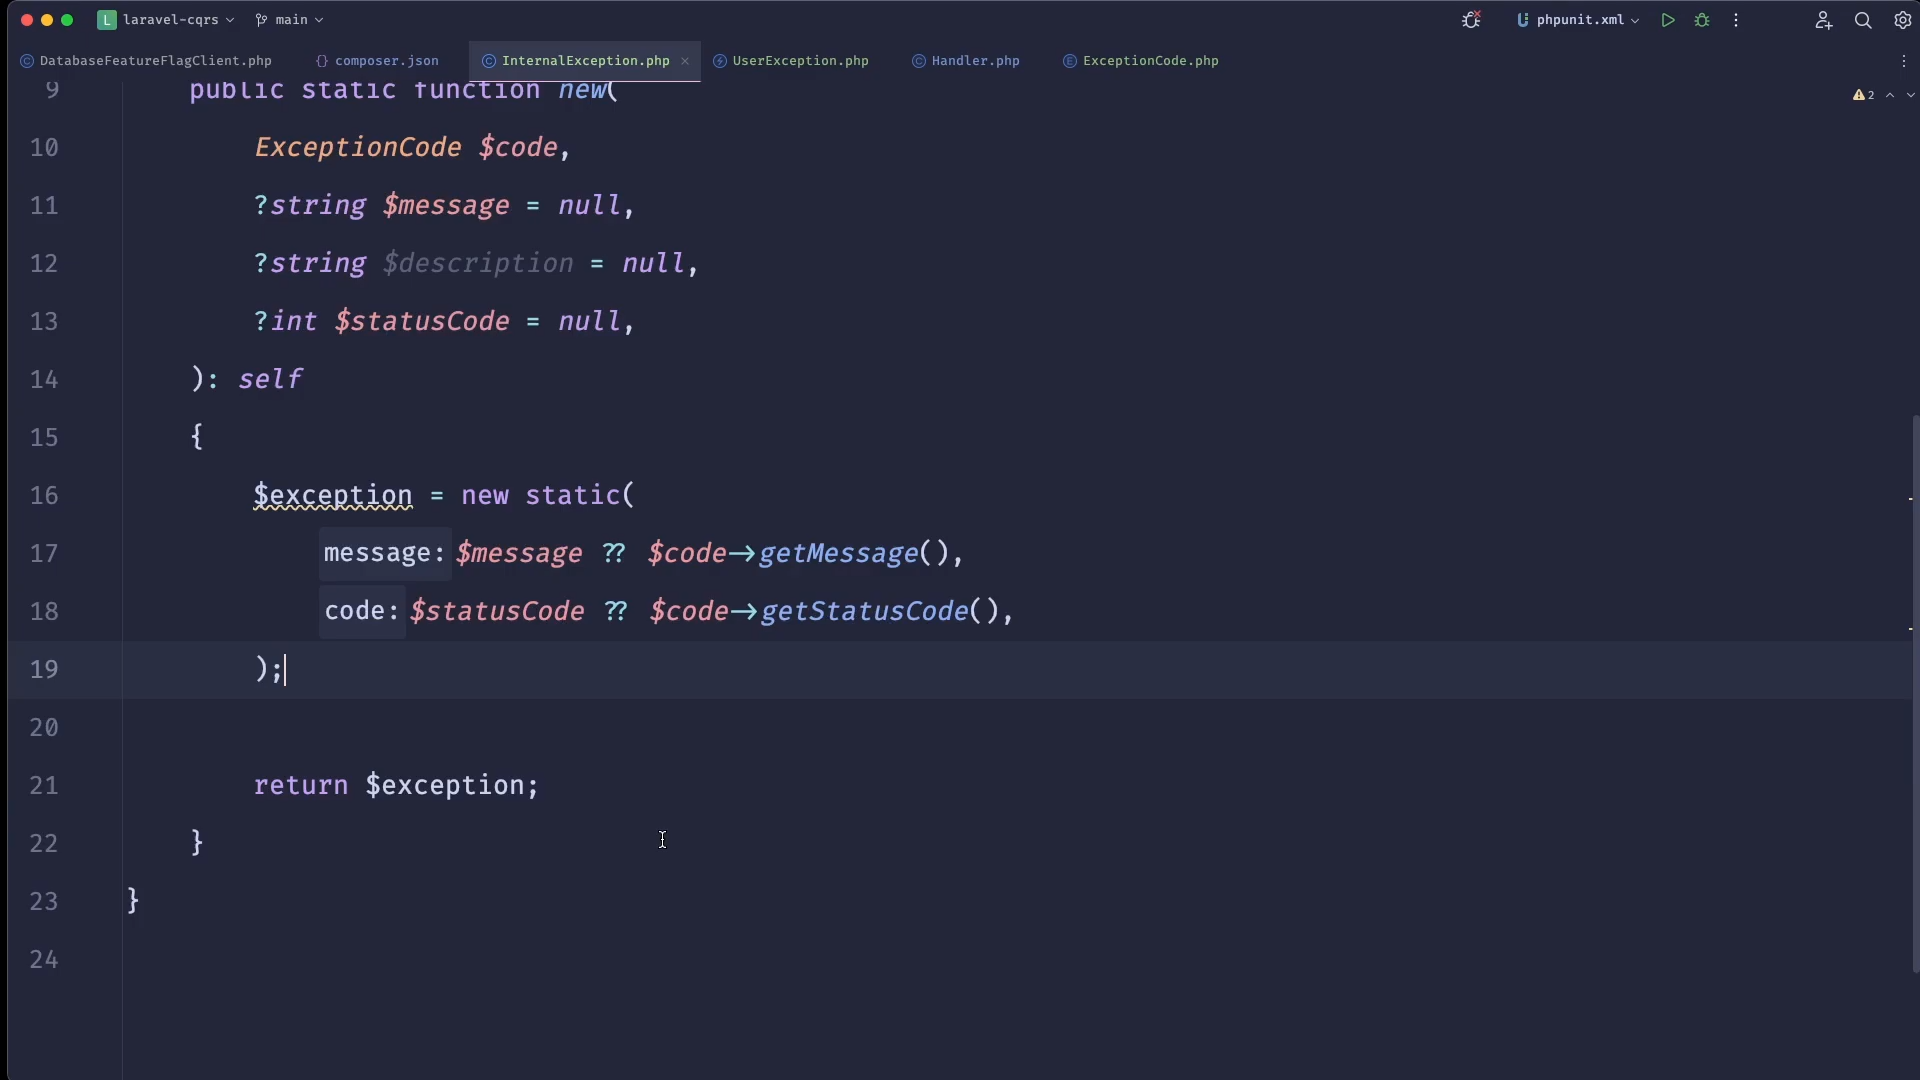 L laravel-cqrs main phpunit.xml
DatabaseFeatureFlagClient.php {} composer.json InternalException.php × UserException.php Handler.php ExceptionCode.php
9 public static function new( 2
10 ExceptionCode $code,
11 ?string $message = null,
12 ?string $description = null,
13 ?int $statusCode = null,
14 ): self
15 {
16 $exception = new static(
17 message: $message ?? $code->getMessage(),
18 code: $statusCode ?? $code->getStatusCode(),
19 );
20
21 return $exception;
22 }
23 }
24